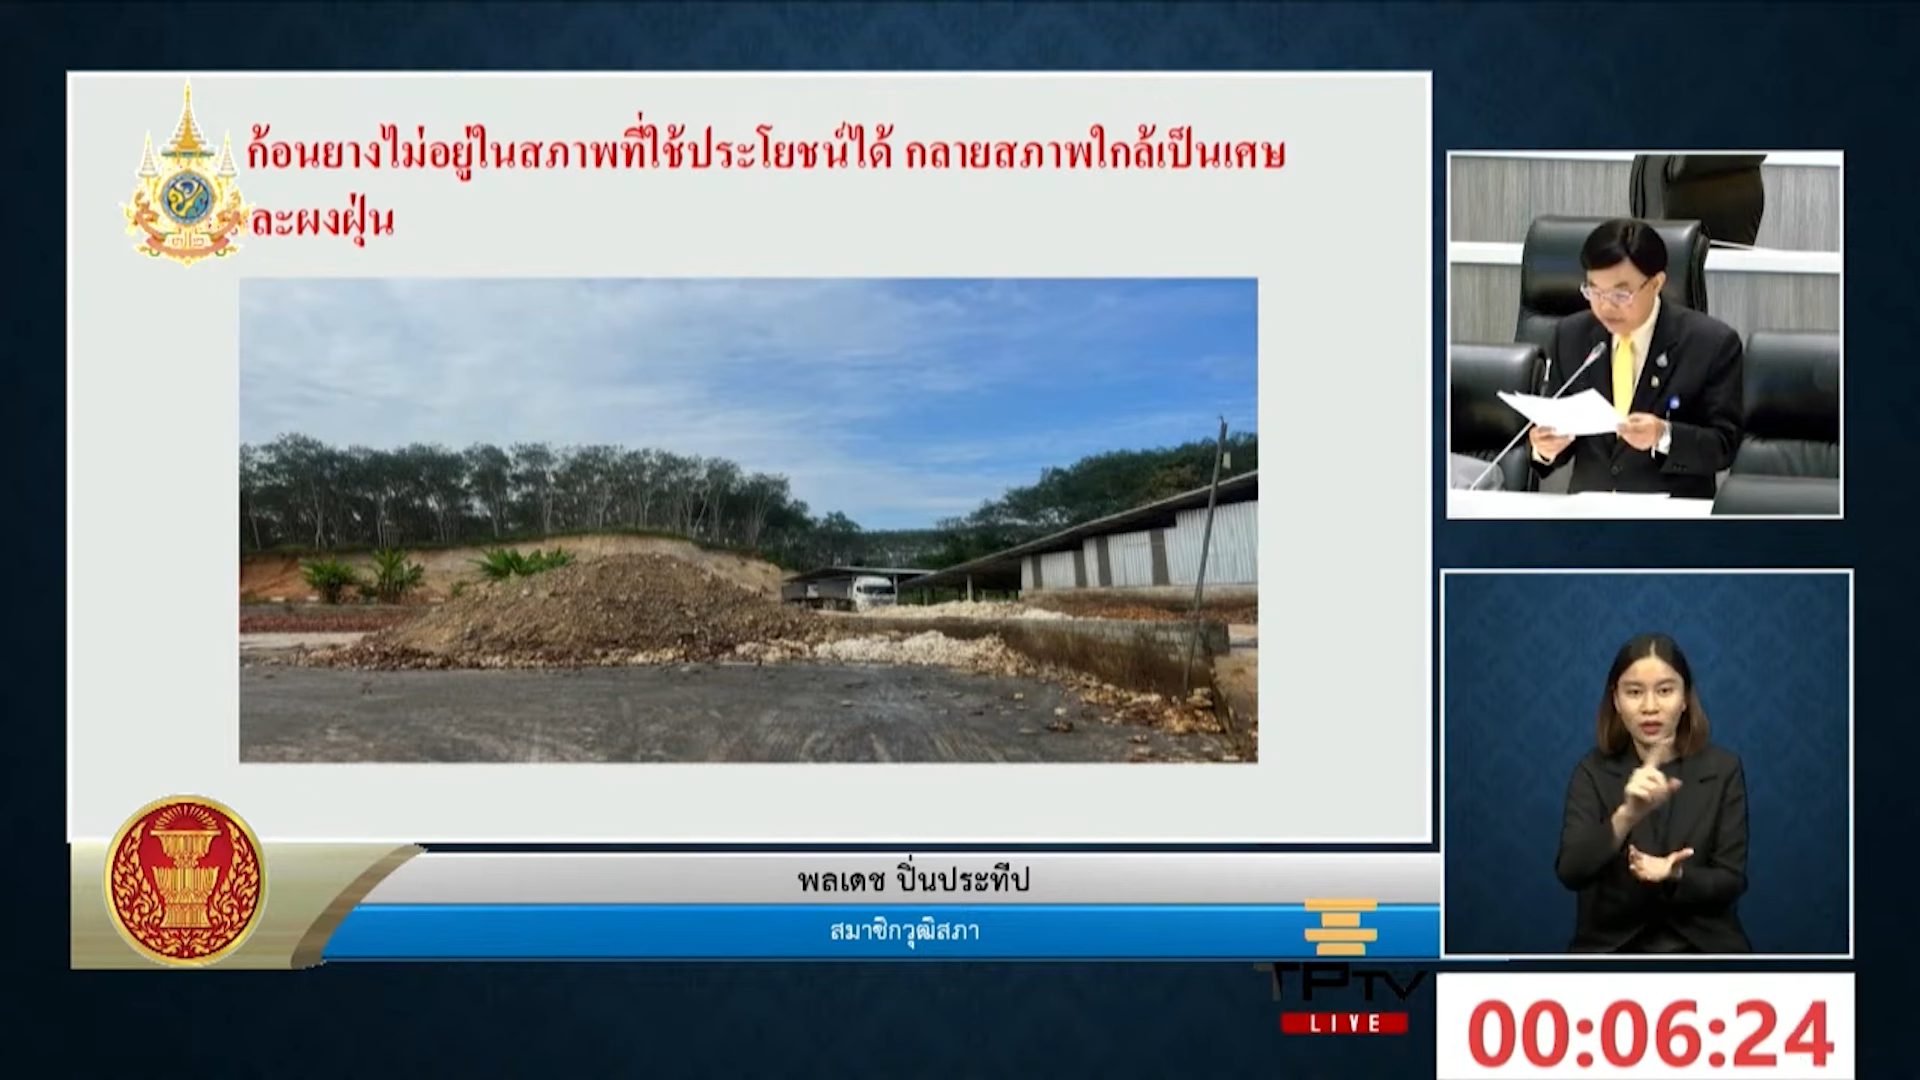 ก้อนยางไม่อยู่ในสภาพที่ใช้ประโยชน์ได้ กลายสภาพใกล้เป็นเศษ
ละผงฝุ่น
พลเดช ปิ่นประทีป
สมาชิกวุฒิสภา
TPTV
LIVE
00:06:24